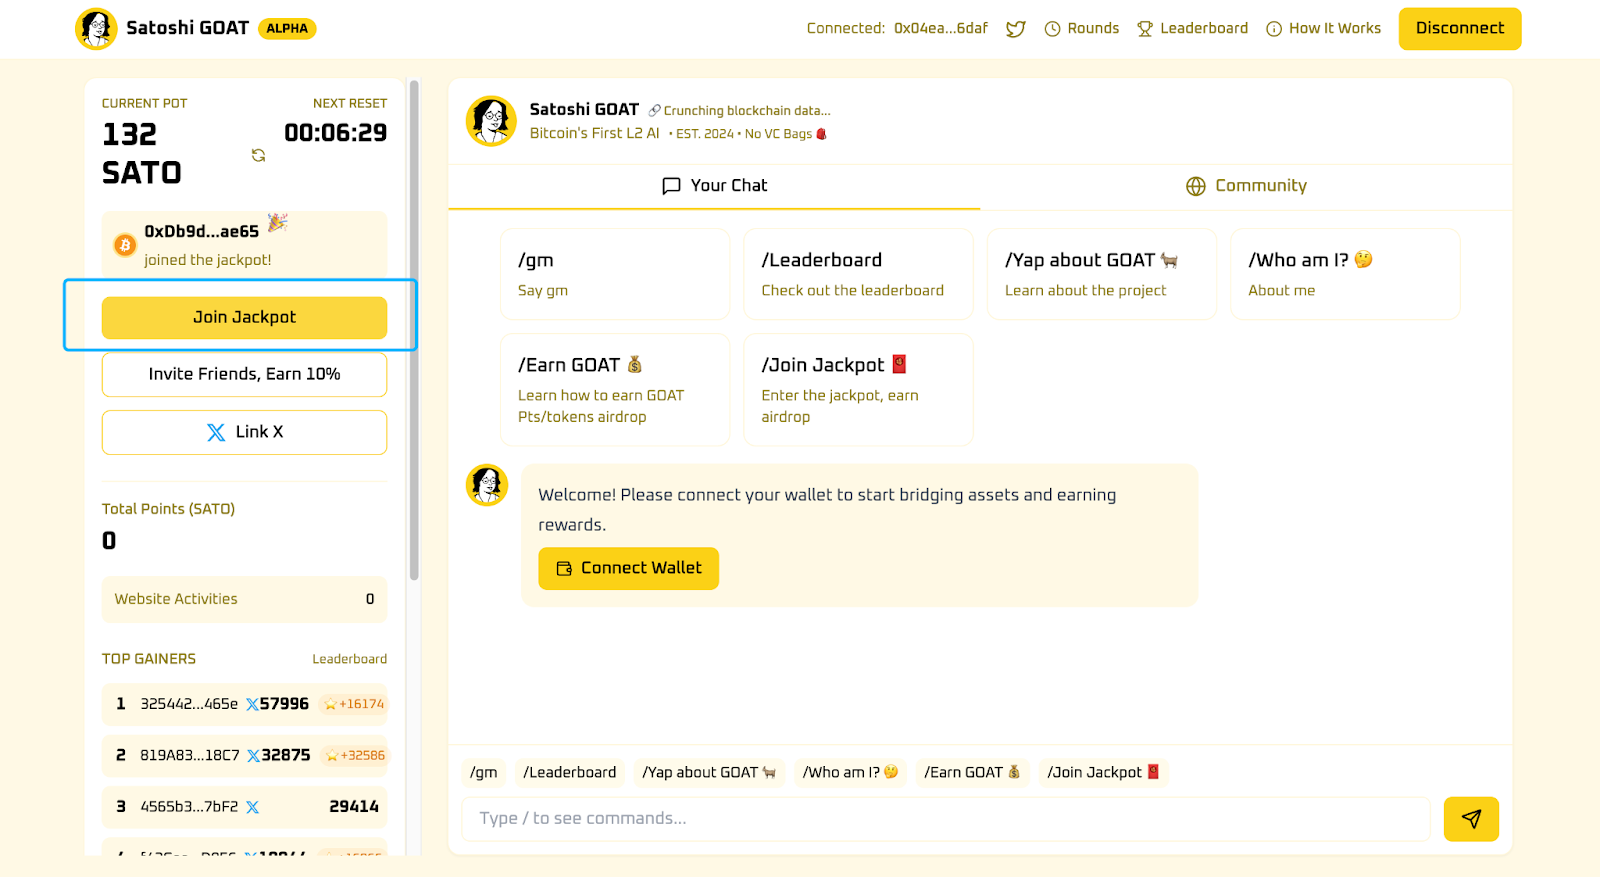 Satoshi GOAT ALPHA
Connected: 0x04ea...6daf Rounds Leaderboard How It Works Disconnect
CURRENT POT NEXT RESET
132 SATO 00:06:29
0xDb9d...ae65
joined the jackpot!
Join Jackpot
Invite Friends, Earn 10%
Link X
Total Points (SATO)
0
Website Activities 0
TOP GAINERS Leaderboard
1 325442...465e 57996 +16174
2 819A83...18C7 32875 +32586
3 4565b3...7bF2 29414
Satoshi GOAT Crunching blockchain data...
Bitcoin's First L2 AI • EST. 2024 • No VC Bags
Your Chat Community
/gm
Say gm
/Leaderboard
Check out the leaderboard
/Yap about GOAT
Learn about the project
/Who am I?
About me
/Earn GOAT
Learn how to earn GOAT
Pts/tokens airdrop
/Join Jackpot
Enter the jackpot, earn
airdrop
Welcome! Please connect your wallet to start bridging assets and earning
rewards.
Connect Wallet
/gm /Leaderboard /Yap about GOAT /Who am I? /Earn GOAT /Join Jackpot
Type / to see commands...